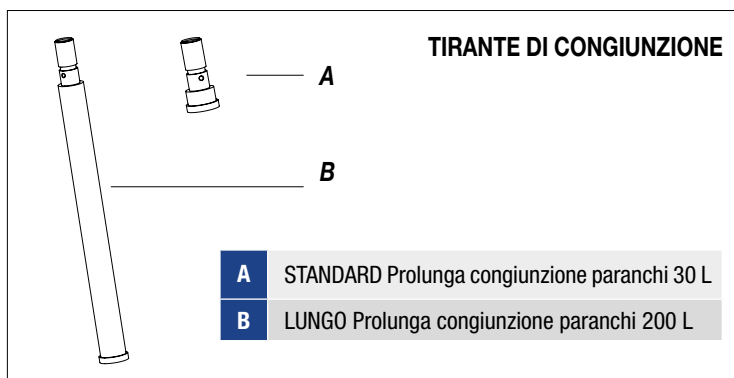 TIRANTE DI CONGIUNZIONE
A
B
A STANDARD Prolunga congiunzione paranchi 30 L
B LUNGO Prolunga congiunzione paranchi 200 L